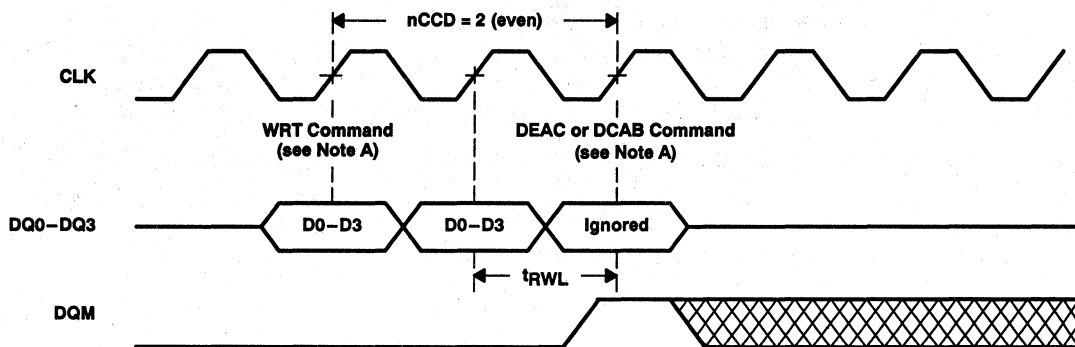 nCCD = 2 (even)
CLK
WRT Command
(see Note A)
DEAC or DCAB Command
(see Note A)
DQ0–DQ3
D0–D3
D0–D3
Ignored
tRWL
DQM